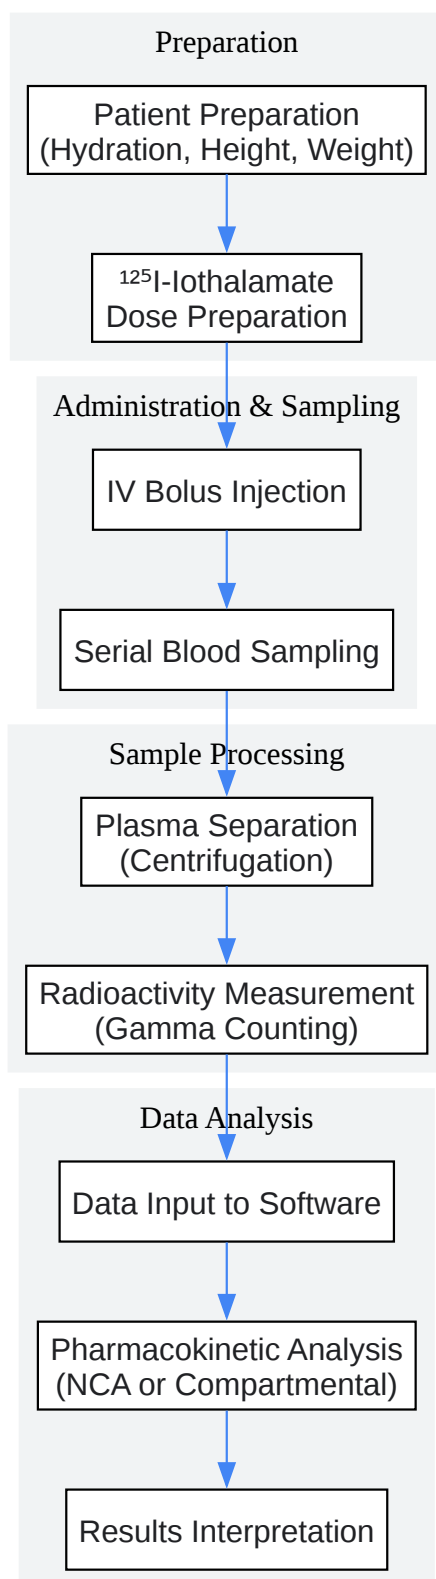 Preparation
Patient Preparation
(Hydration, Height, Weight)
¹²⁵I-Iothalamate
Dose Preparation
Administration & Sampling
IV Bolus Injection
Serial Blood Sampling
Sample Processing
Plasma Separation
(Centrifugation)
Radioactivity Measurement
(Gamma Counting)
Data Analysis
Data Input to Software
Pharmacokinetic Analysis
(NCA or Compartmental)
Results Interpretation